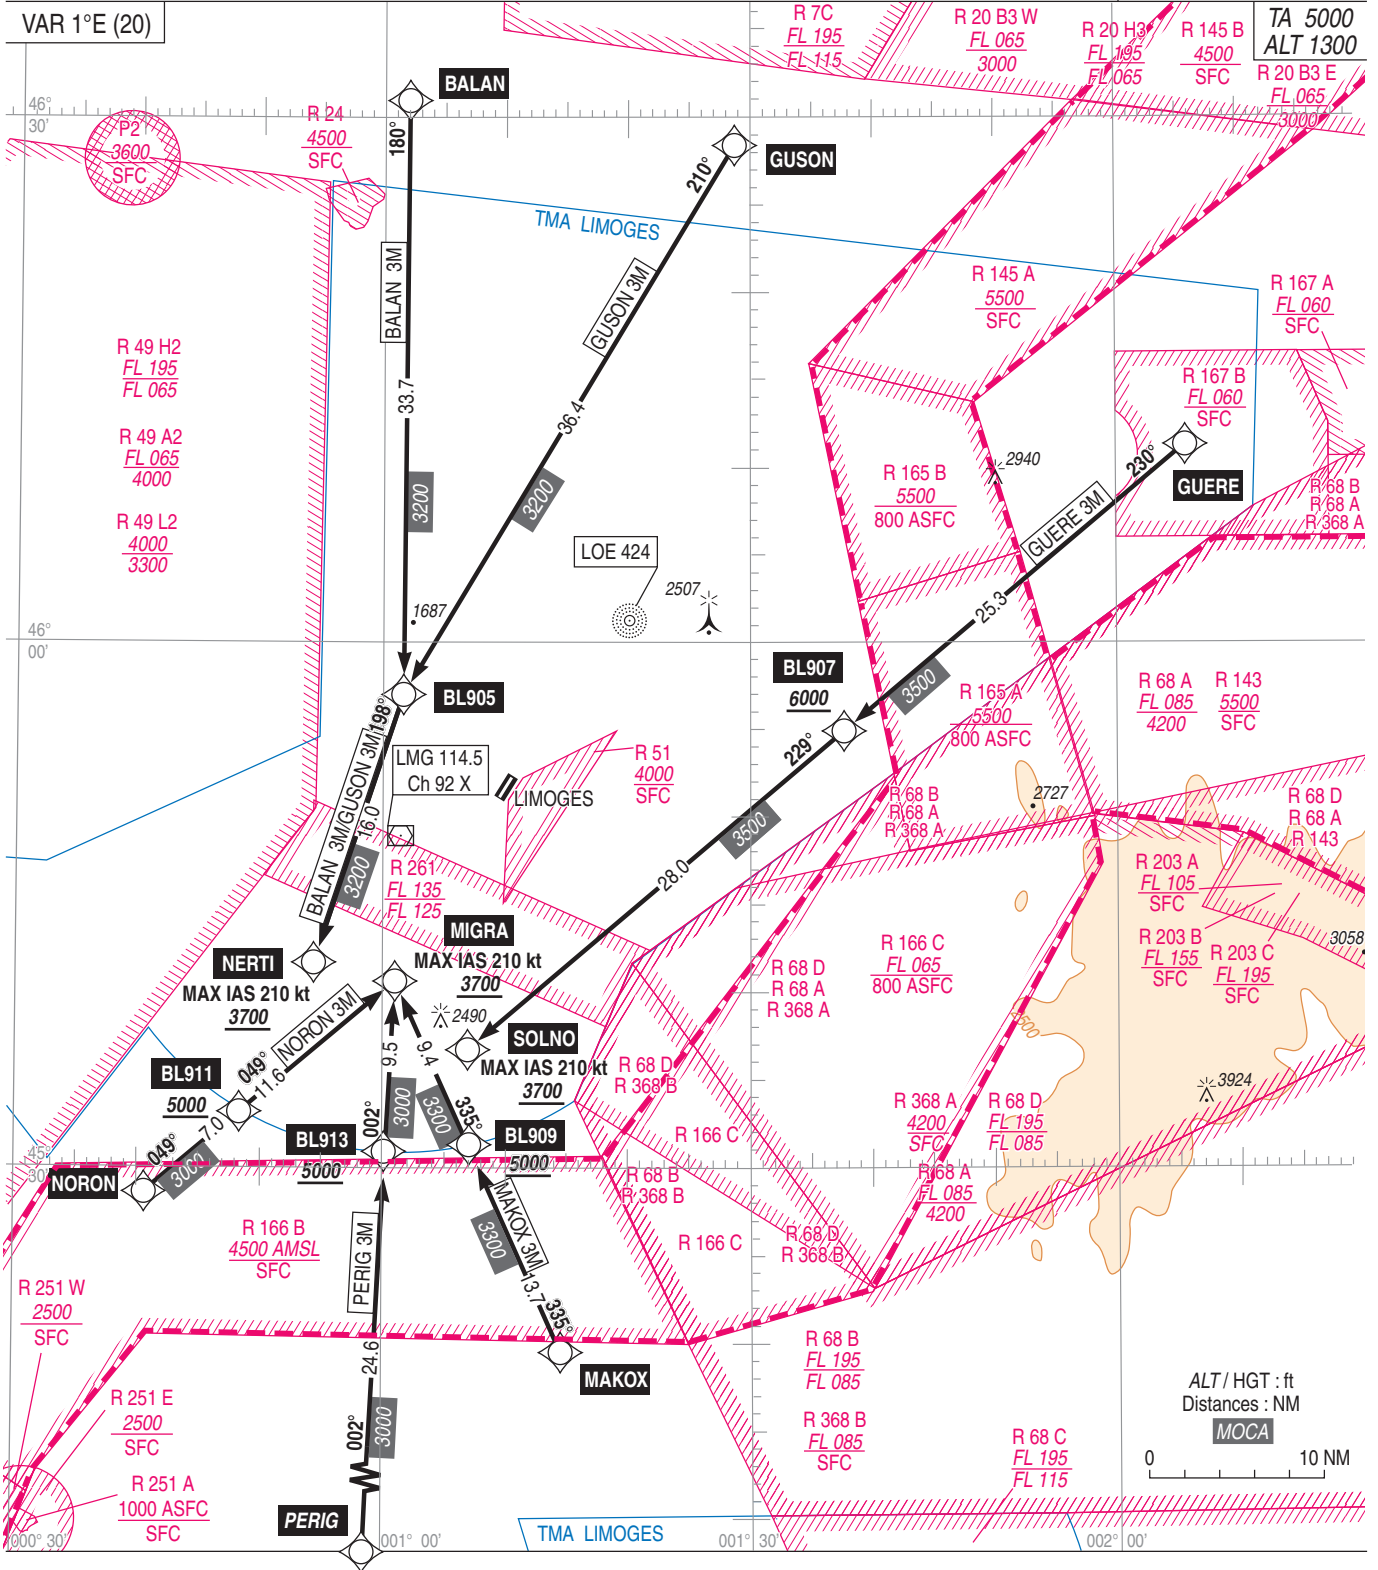 VAR 1°E (20)
TA 5000
ALT 1300
R 7C
FL 195
FL 115
R 20 B3 W
FL 065
3000
R 20 H3
FL 195
FL 065
R 145 B
4500
SFC
R 20 B3 E
FL 065
3000
BALAN
46°
30'
P2
3600
SFC
R 24
4500
SFC
180°
GUSON
210°
TMA LIMOGES
BALAN 3M
GUSON 3M
R 145 A
5500
SFC
R 167 A
FL 060
SFC
R 49 H2
FL 195
FL 065
R 167 B
FL 060
SFC
33.7
36.4
R 49 A2
FL 065
4000
230°
GUERE
2940
R 165 B
5500
800 ASFC
R 68 B
R 68 A
R 368 A
3200
3200
GUERE 3M
R 49 L2
4000
3300
LOE 424
2507
1687
25.3
46°
00'
BL907
6000
3500
R 165 A
5500
800 ASFC
R 68 A
FL 085
4200
R 143
5500
SFC
BL905
198°
229°
BALAN 3M/GUSON 3M
LMG 114.5
Ch 92 X
LIMOGES
R 51
4000
SFC
R 68 B
R 68 A
R 368 A
2727
R 68 D
R 68 A
R 143
16.0
3500
3200
28.0
R 261
FL 135
FL 125
R 203 A
FL 105
SFC
MIGRA
MAX IAS 210 kt
3700
R 203 B
FL 155
SFC
R 203 C
FL 195
SFC
3058
NERTI
MAX IAS 210 kt
3700
R 68 D
R 68 A
R 368 A
R 166 C
FL 065
800 ASFC
2490
2500
NORON 3M
SOLNO
MAX IAS 210 kt
3700
9.5
9.4
BL911
5000
049°
11.6
R 68 D
R 368 B
3924
3000
3300
335°
R 368 A
4200
SFC
R 68 D
FL 195
FL 085
7.0
002°
BL913
5000
BL909
5000
R 166 C
049°
3000
45°
30'
NORON
R 68 B
R 368 B
R 68 A
FL 085
4200
R 166 B
4500 AMSL
SFC
PERIG 3M
3300
MAKOX 3M
R 166 C
R 68 D
R 368 B
R 251 W
2500
SFC
13.7
335°
24.6
MAKOX
R 68 B
FL 195
FL 085
R 251 E
2500
SFC
ALT / HGT : ft
Distances : NM
MOCA
3000
002°
R 368 B
FL 085
SFC
R 68 C
FL 195
FL 115
0
10 NM
R 251 A
1000 ASFC
SFC
PERIG
TMA LIMOGES
000° 30'
001° 00'
001° 30'
002° 00'